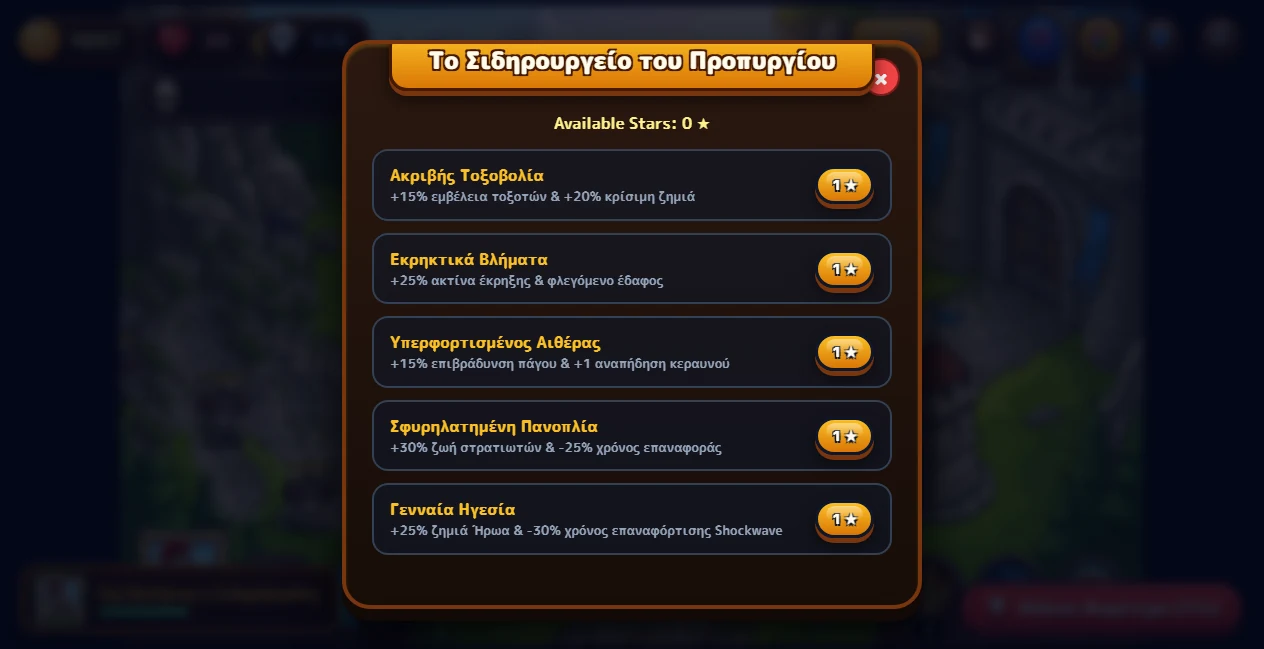 Το Σιδηρουργείο του Προπυργίου
Available Stars: 0 ★
Ακριβής Τοξοβολία
+15% εμβέλεια τοξοτών & +20% κρίσιμη ζημιά
1★
Εκρηκτικά Βλήματα
+25% ακτίνα έκρηξης & φλεγόμενο έδαφος
1★
Υπερφορτισμένος Αιθέρας
+15% επιβράδυνση πάγου & +1 αναπήδηση κεραυνού
1★
Σφυρηλατημένη Πανοπλία
+30% ζωή στρατιωτών & -25% χρόνος επαναφοράς
1★
Γενναία Ηγεσία
+25% ζημιά Ήρωα & -30% χρόνος επαναφόρτισης Shockwave
1★